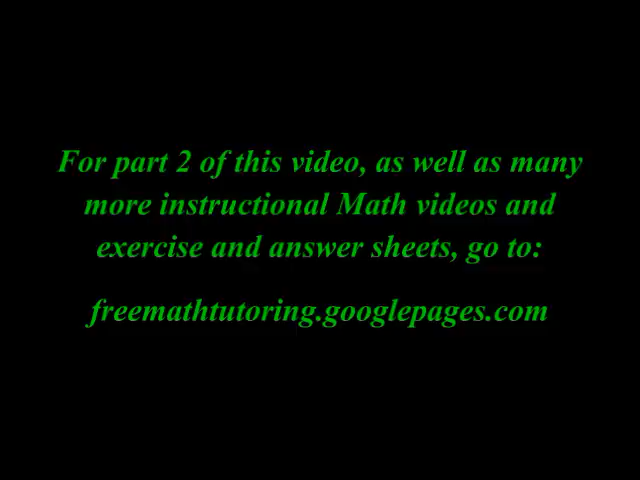 For part 2 of this video, as well as many
more instructional Math videos and
exercise and answer sheets, go to:
freemathtutoring.googlepages.com